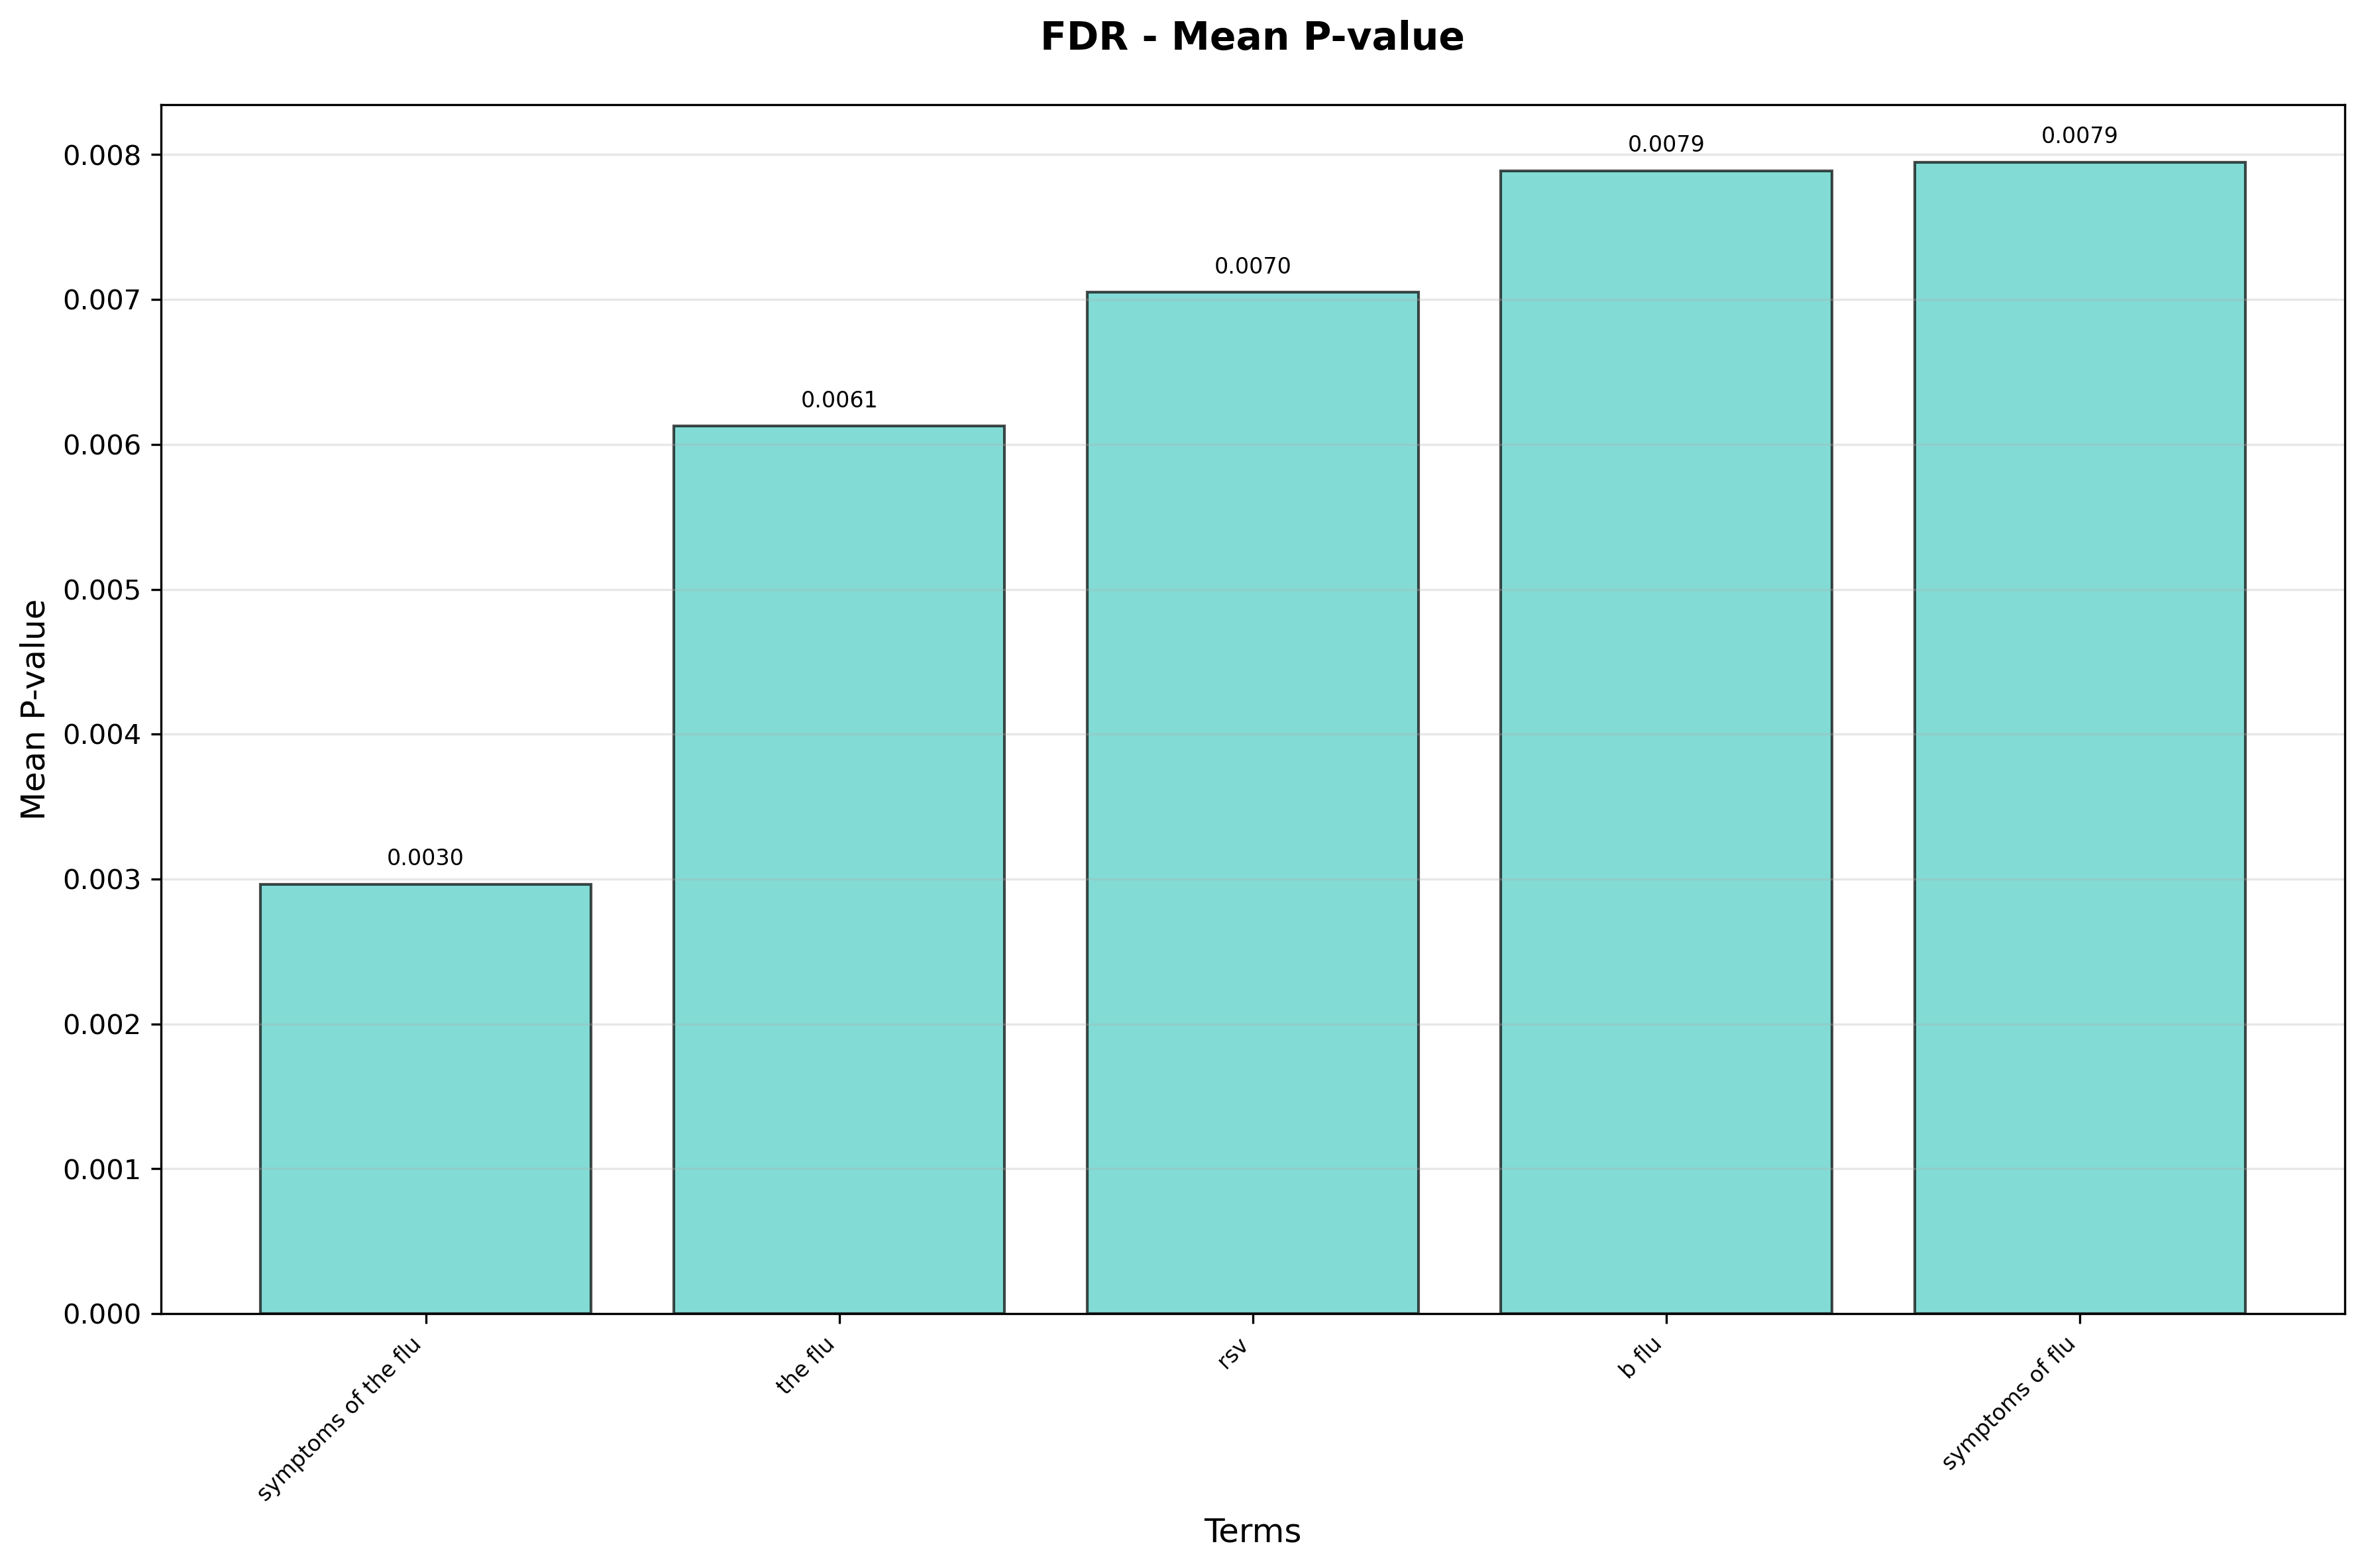 FDR - Mean P-value
Mean P-value
0.008
0.007
0.006
0.005
0.004
0.003
0.002
0.001
0.000
0.0030
0.0061
0.0070
0.0079
0.0079
symptoms of the flu
the flu
rsv
b flu
symptoms of flu
Terms